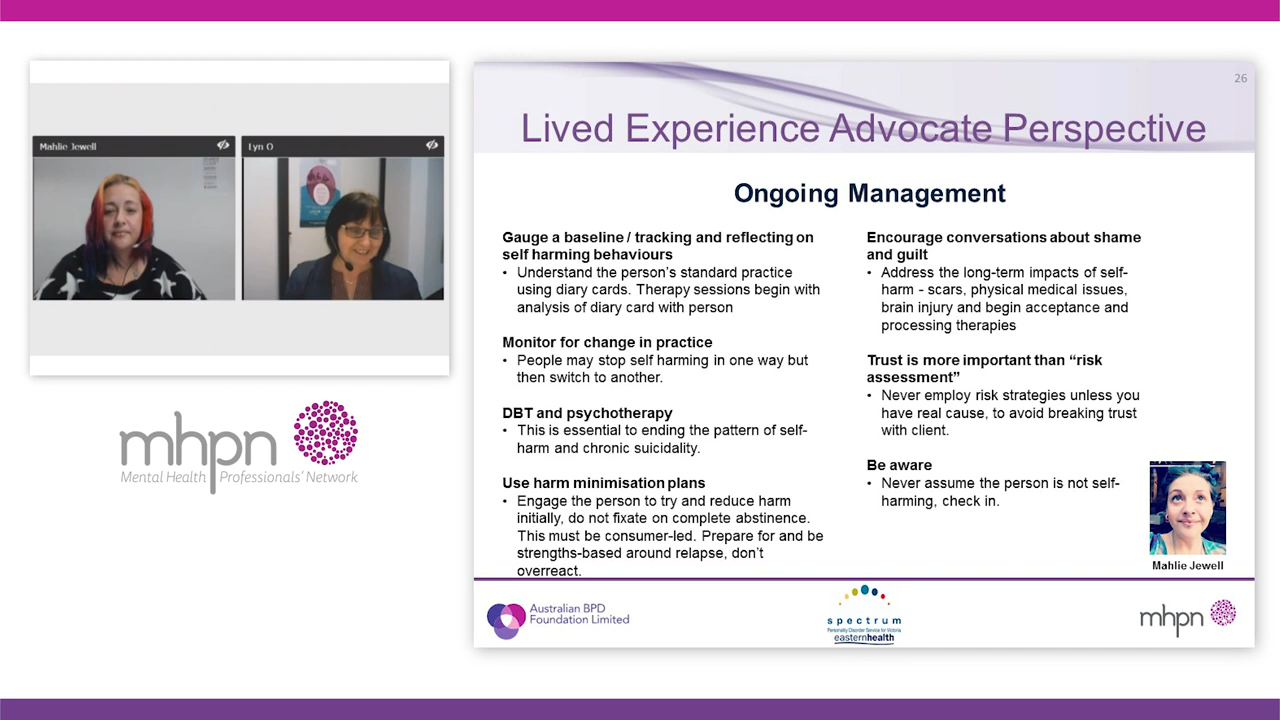 Mahlie Jewell
Lyn O
mhpn
Mental Health Professionals' Network
26
Lived Experience Advocate Perspective
Ongoing Management
Gauge a baseline / tracking and reflecting on
self harming behaviours
• Understand the person's standard practice
using diary cards. Therapy sessions begin with
analysis of diary card with person
Monitor for change in practice
• People may stop self harming in one way but
then switch to another.
DBT and psychotherapy
• This is essential to ending the pattern of self-
harm and chronic suicidality.
Use harm minimisation plans
• Engage the person to try and reduce harm
initially, do not fixate on complete abstinence.
This must be consumer-led. Prepare for and be
strengths-based around relapse, don't
overreact.
Encourage conversations about shame
and guilt
• Address the long-term impacts of self-
harm - scars, physical medical issues,
brain injury and begin acceptance and
processing therapies
Trust is more important than “risk
assessment”
• Never employ risk strategies unless you
have real cause, to avoid breaking trust
with client.
Be aware
• Never assume the person is not self-
harming, check in.
Mahlie Jewell
Australian BPD
Foundation Limited
spectrum
Personality Disorder Service for Victoria
easternhealth
mhpn